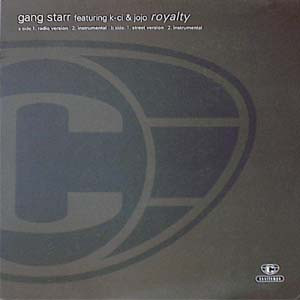 gang starr featuring k-ci & jojo royalty
a side: 1. radio version 2. instrumental b side: 1. street version 2. instrumental